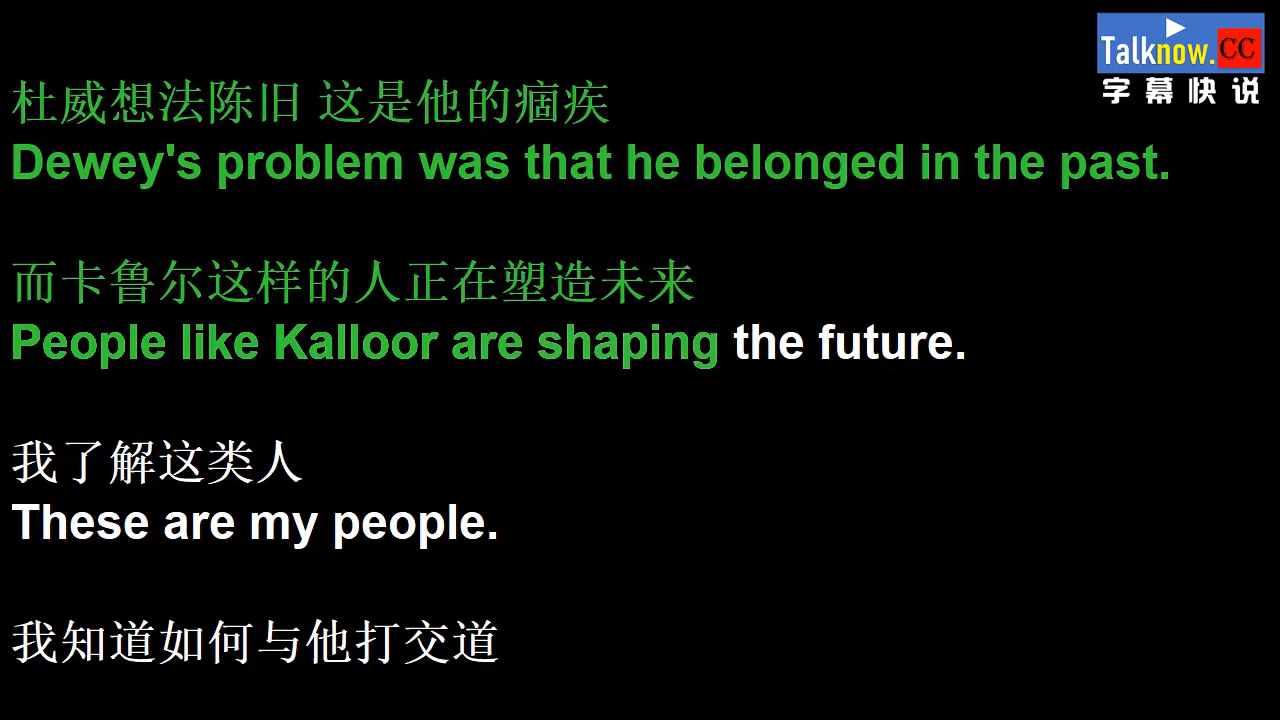 Talknow.CC
字幕快说
杜威想法陈旧 这是他的痼疾
Dewey's problem was that he belonged in the past.
而卡鲁尔这样的人正在塑造未来
People like Kalloor are shaping the future.
我了解这类人
These are my people.
我知道如何与他打交道